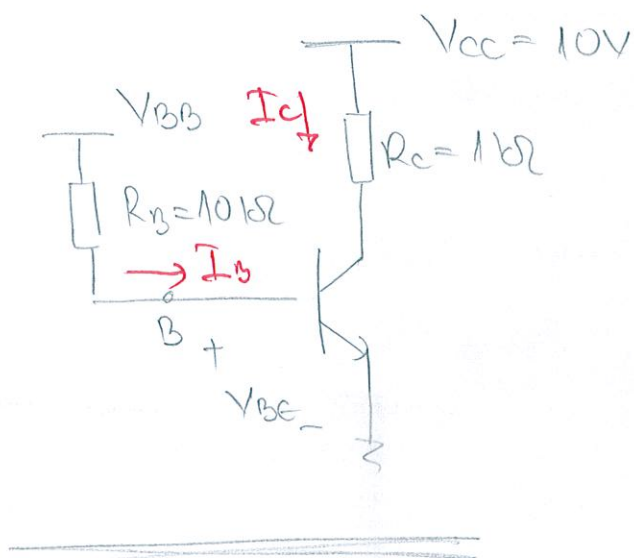 VCC = 10V
VBB
IC
RC = 1kΩ
RB = 10kΩ
IB
B
+
VBE
-